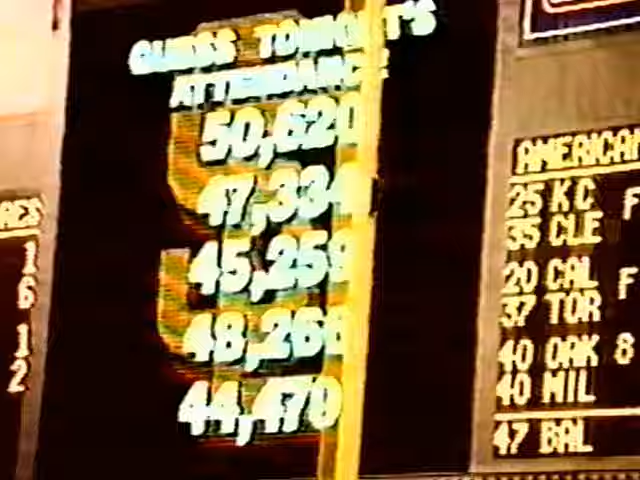 GUESS TONIGHT'S
ATTENDANCE
50,620
47,334
45,259
48,268
44,470
RES
1
6
1
2
AMERICAN
25 KC F
35 CLE
20 CAL F
37 TOR
40 OAK 8
40 MIL
47 BAL